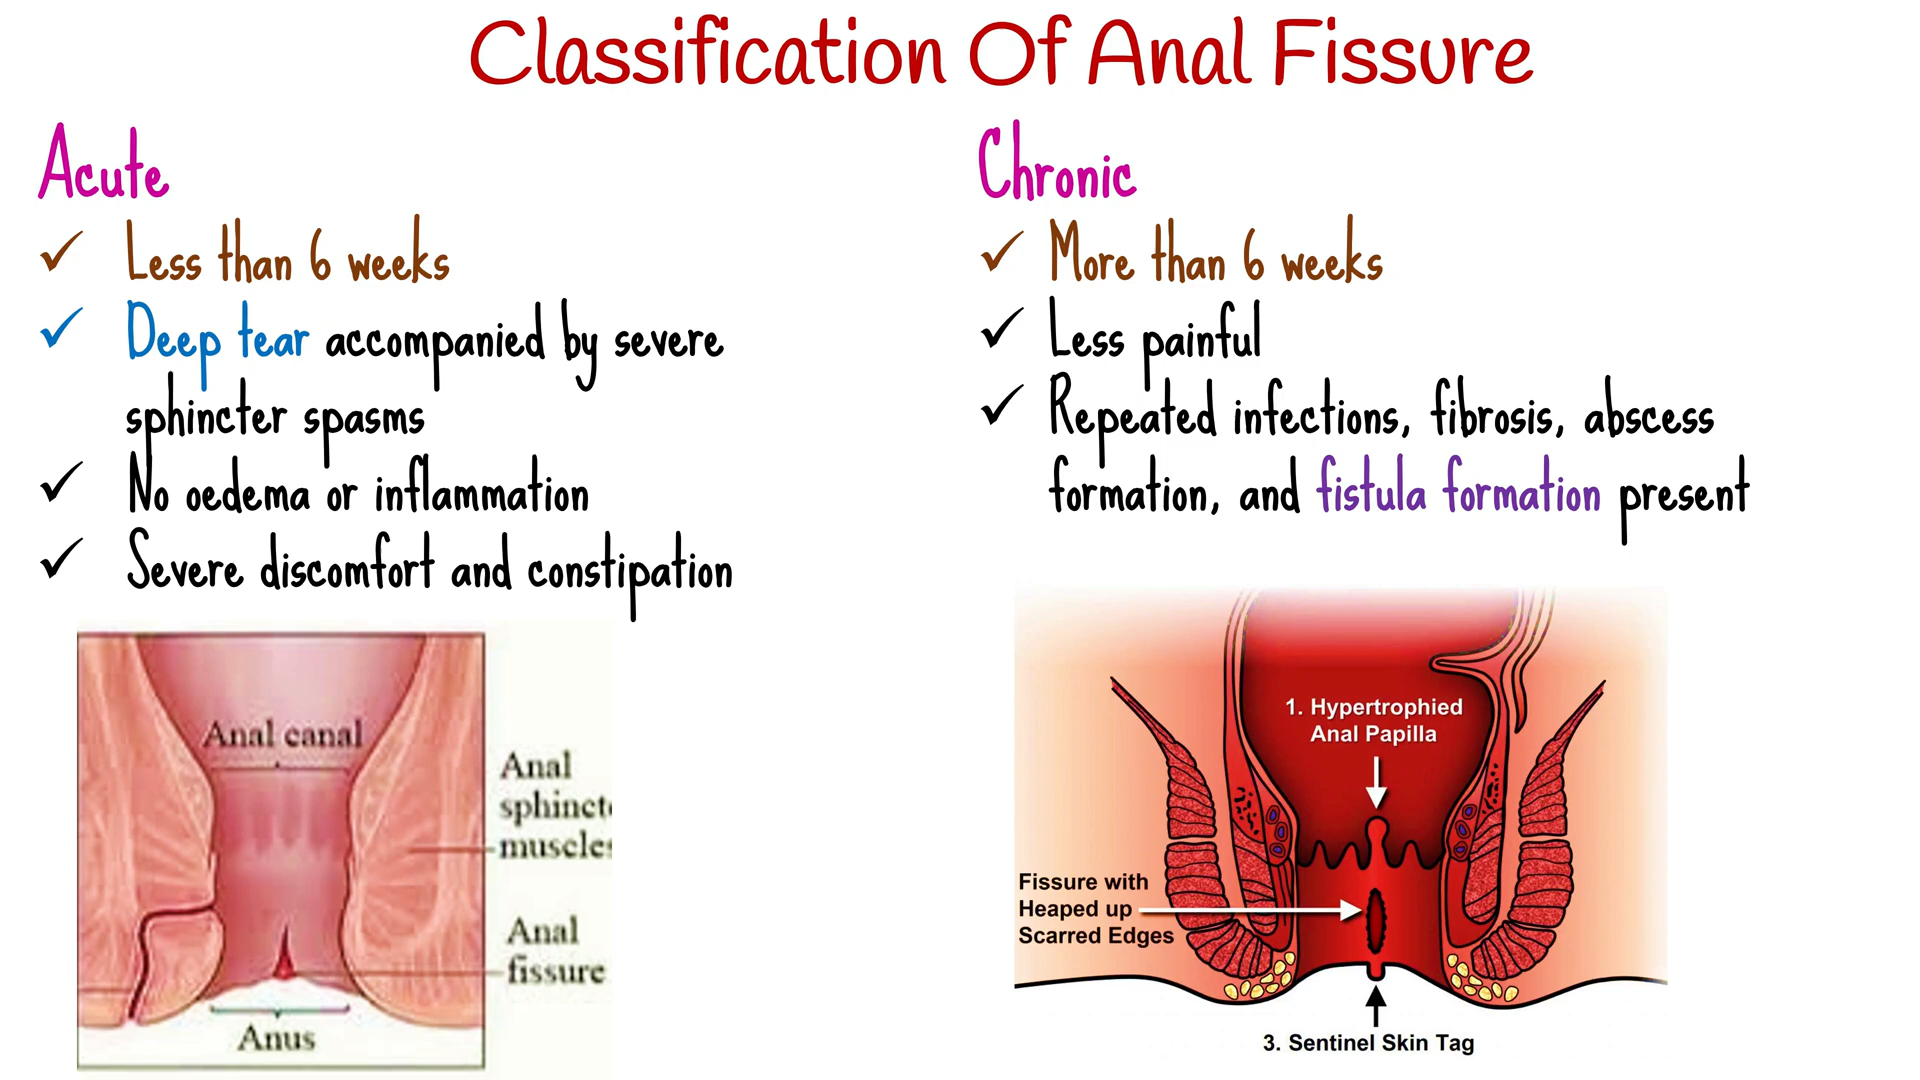 Classification Of Anal Fissure
Acute
Less than 6 weeks
Deep tear accompanied by severe
sphincter spasms
No oedema or inflammation
Severe discomfort and constipation
Anal canal
Anal
sphincte
muscles
Anal
fissure
Anus
Chronic
More than 6 weeks
Less painful
Repeated infections, fibrosis, abscess
formation, and fistula formation present
1. Hypertrophied
Anal Papilla
Fissure with
Heaped up
Scarred Edges
3. Sentinel Skin Tag